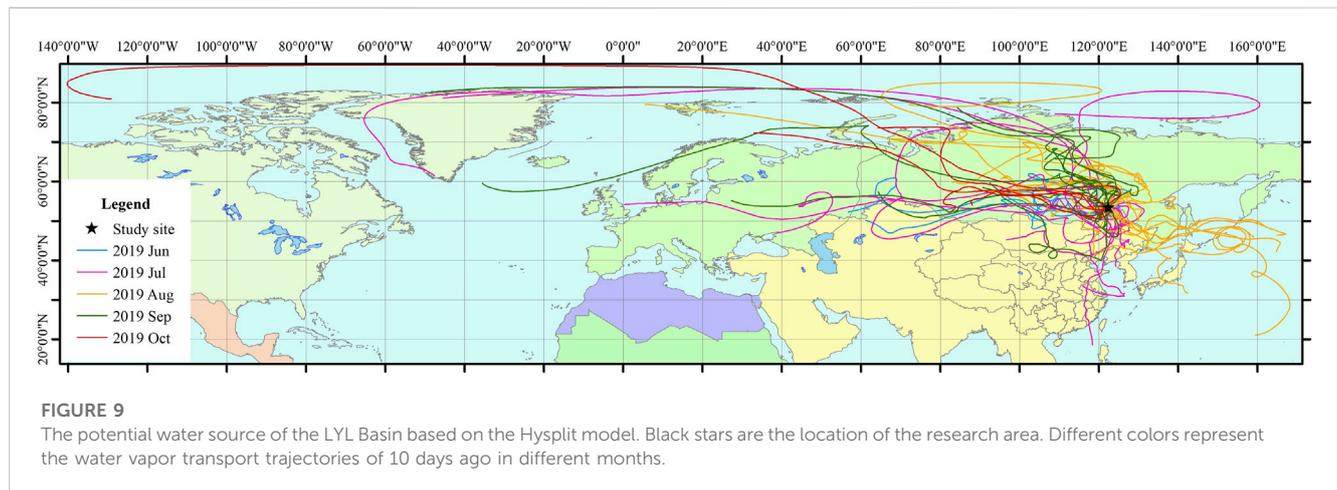 140°0'0"W 120°0'0"W 100°0'0"W 80°0'0"W 60°0'0"W 40°0'0"W 20°0'0"W 0°0'0" 20°0'0"E 40°0'0"E 60°0'0"E 80°0'0"E 100°0'0"E 120°0'0"E 140°0'0"E 160°0'0"E
80°0'0"N
60°0'0"N
40°0'0"N
20°0'0"N
Legend
Study site
2019 Jun
2019 Jul
2019 Aug
2019 Sep
2019 Oct
FIGURE 9
The potential water source of the LYL Basin based on the Hysplit model. Black stars are the location of the research area. Different colors represent
the water vapor transport trajectories of 10 days ago in different months.